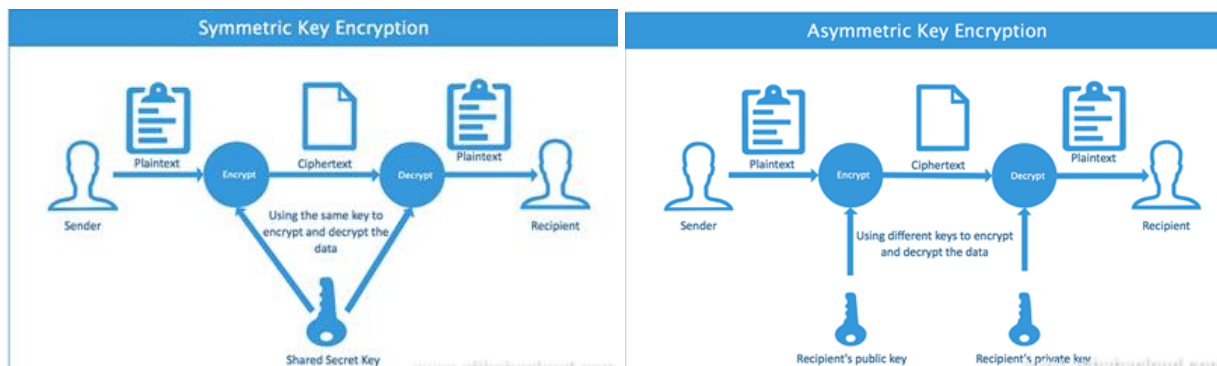 Symmetric Key Encryption
Plaintext
Ciphertext
Plaintext
Encrypt
Decrypt
Sender
Using the same key to
encrypt and decrypt the
data
Recipient
Shared Secret Key
Asymmetric Key Encryption
Plaintext
Ciphertext
Plaintext
Encrypt
Decrypt
Sender
Using different keys to encrypt
and decrypt the data
Recipient
Recipient's public key
Recipient's private key